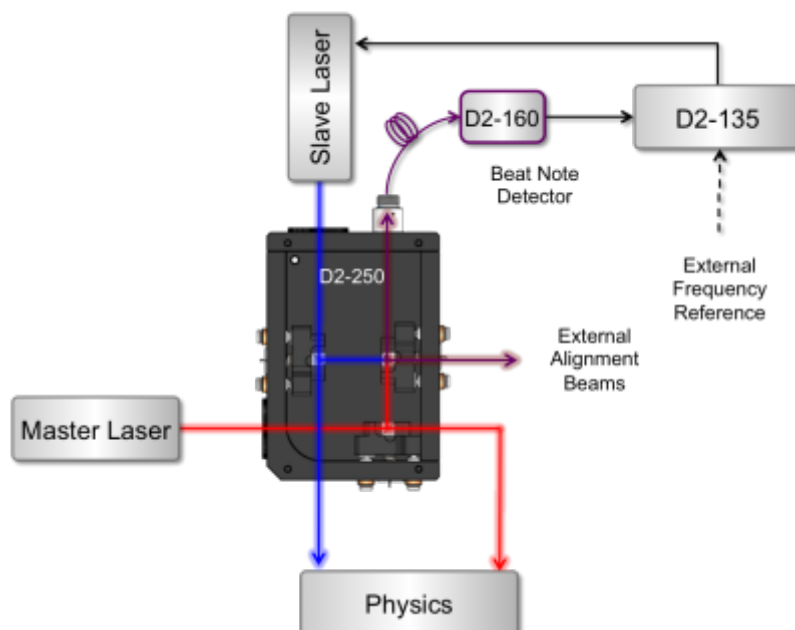 Slave Laser
D2-160
D2-135
Beat Note
Detector
D2-250
External
Frequency
Reference
External
Alignment
Beams
Master Laser
Physics